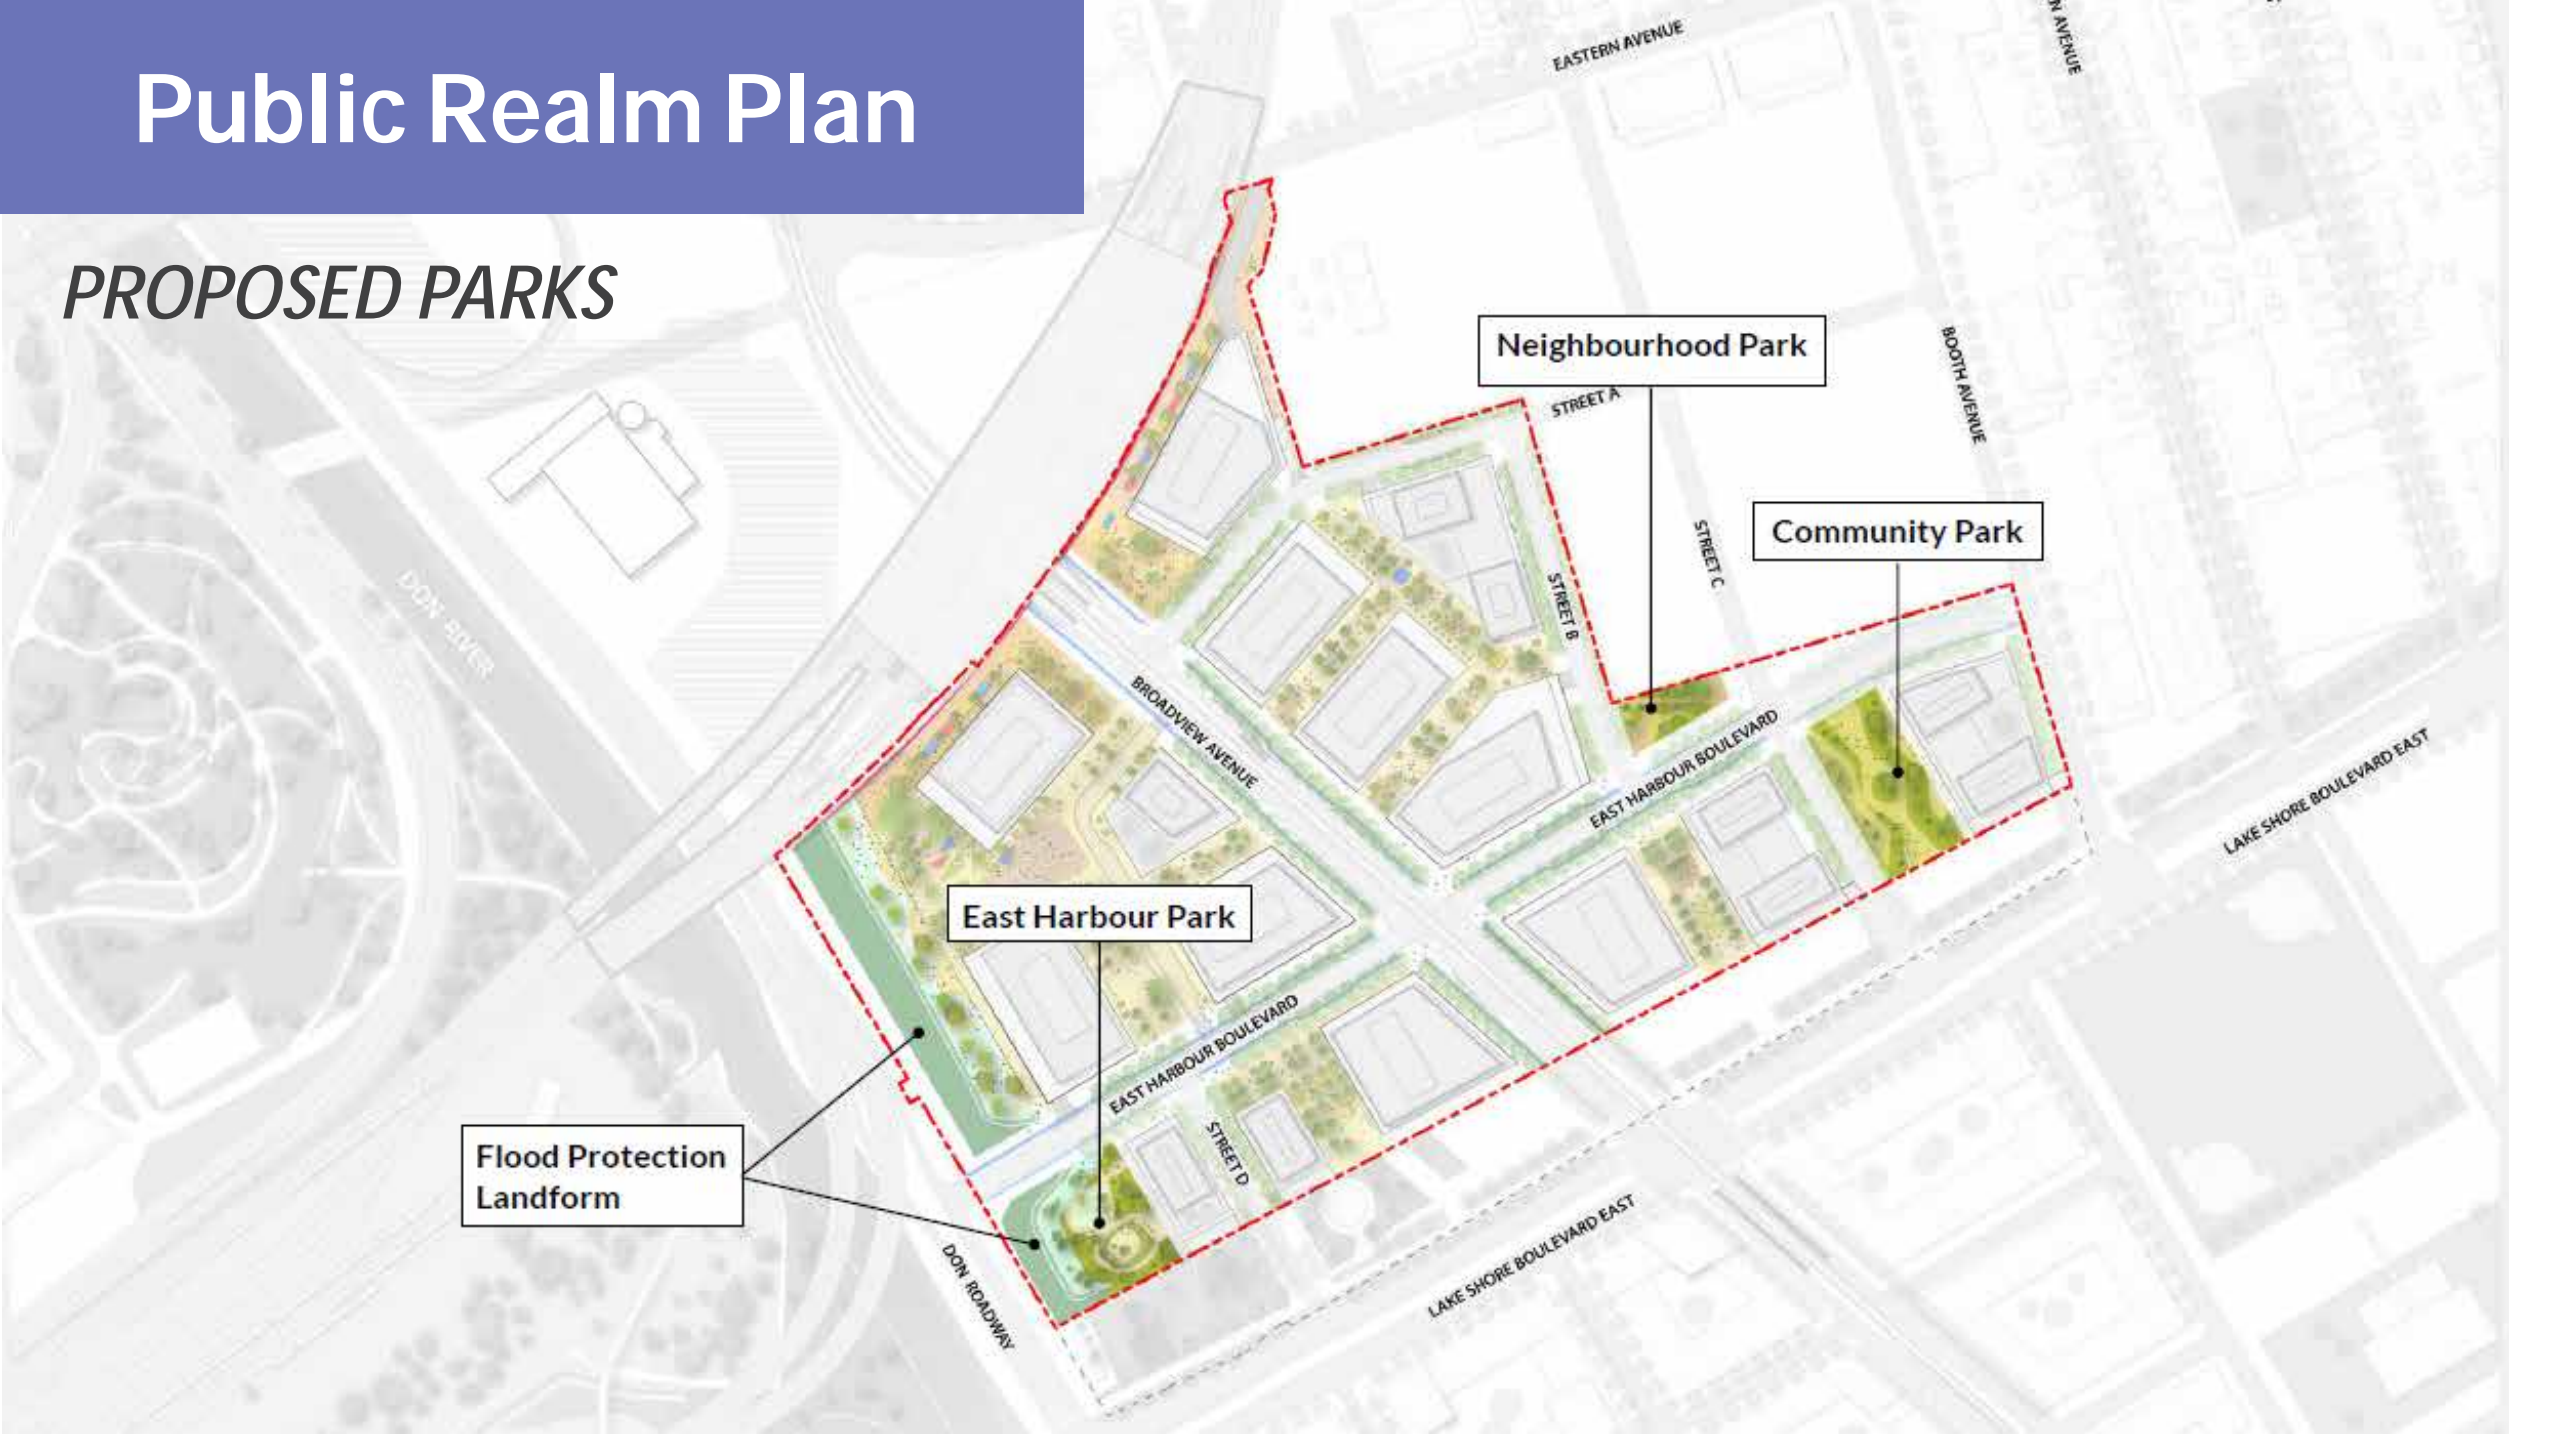 Public Realm Plan
PROPOSED PARKS
EASTERN AVENUE
AVENUE
Neighbourhood Park
STREET A
BOOTH AVENUE
Community Park
STREET C
STREET B
DON RIVER
BROADVIEW AVENUE
EAST HARBOUR BOULEVARD
LAKE SHORE BOULEVARD EAST
East Harbour Park
EAST HARBOUR BOULEVARD
Flood Protection
Landform
STREET D
DON ROADWAY
LAKE SHORE BOULEVARD EAST